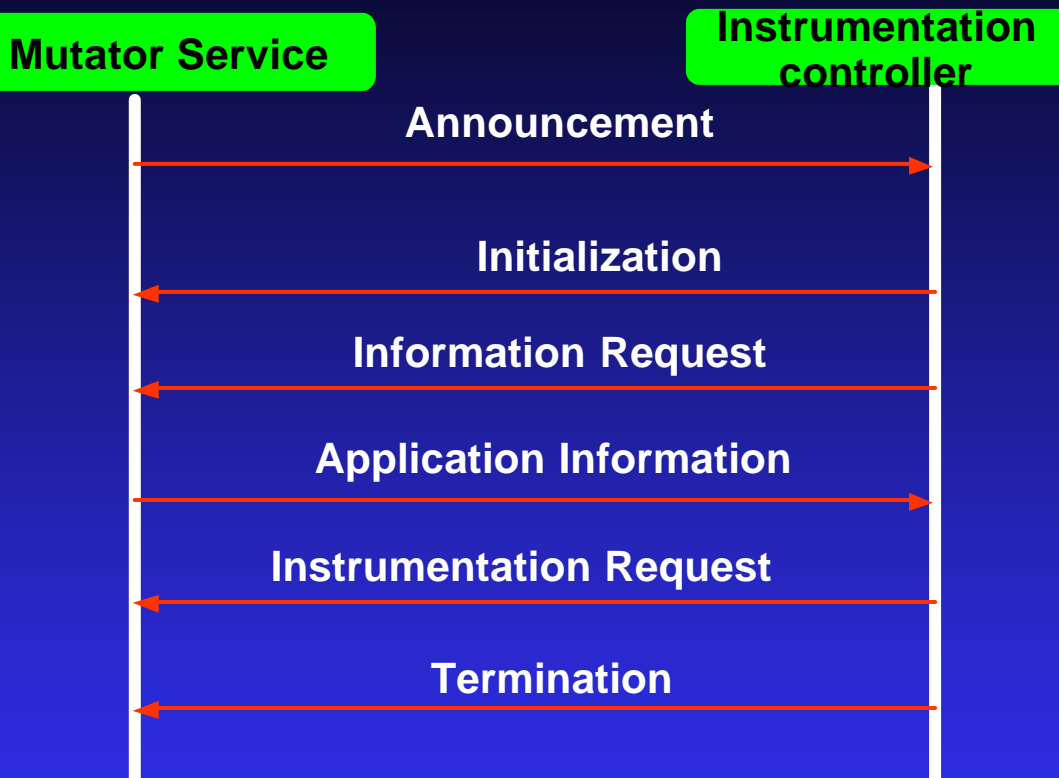 Mutator Service
Instrumentation
controller
Announcement
Initialization
Information Request
Application Information
Instrumentation Request
Termination